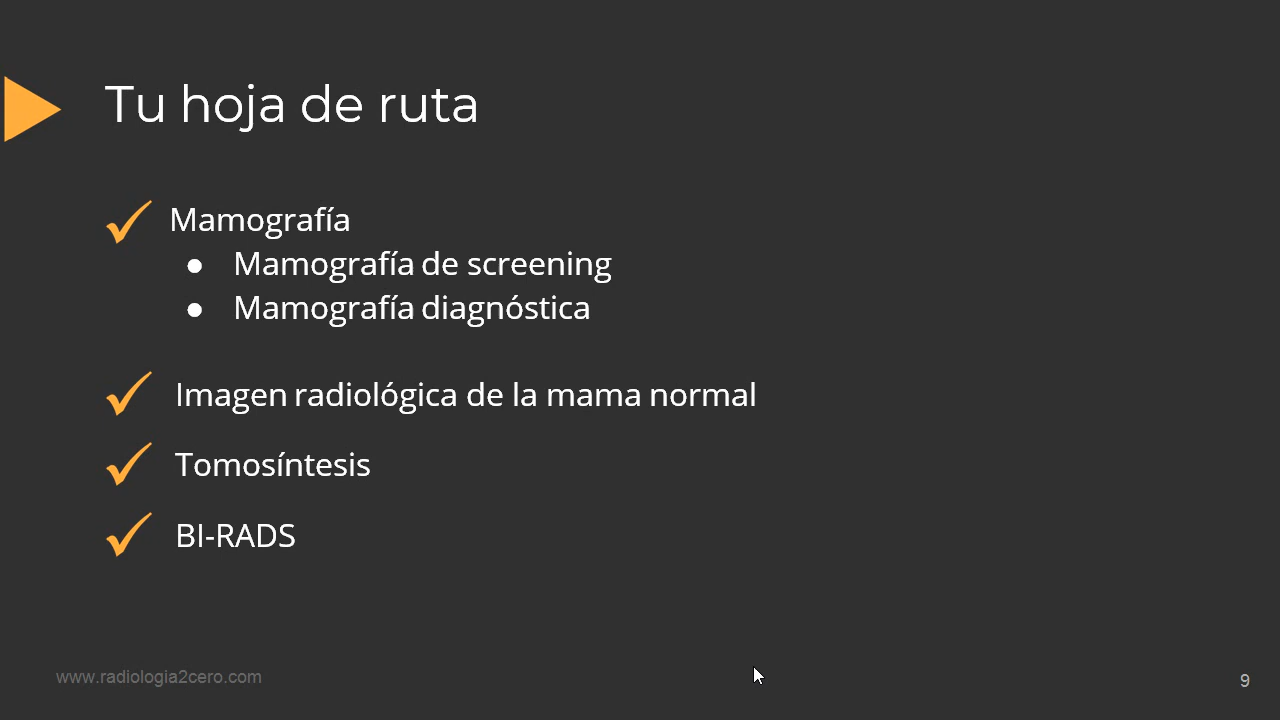 Tu hoja de ruta
Mamografía
● Mamografía de screening
● Mamografía diagnóstica
Imagen radiológica de la mama normal
Tomosíntesis
BI-RADS
www.radiologia2cero.com
9